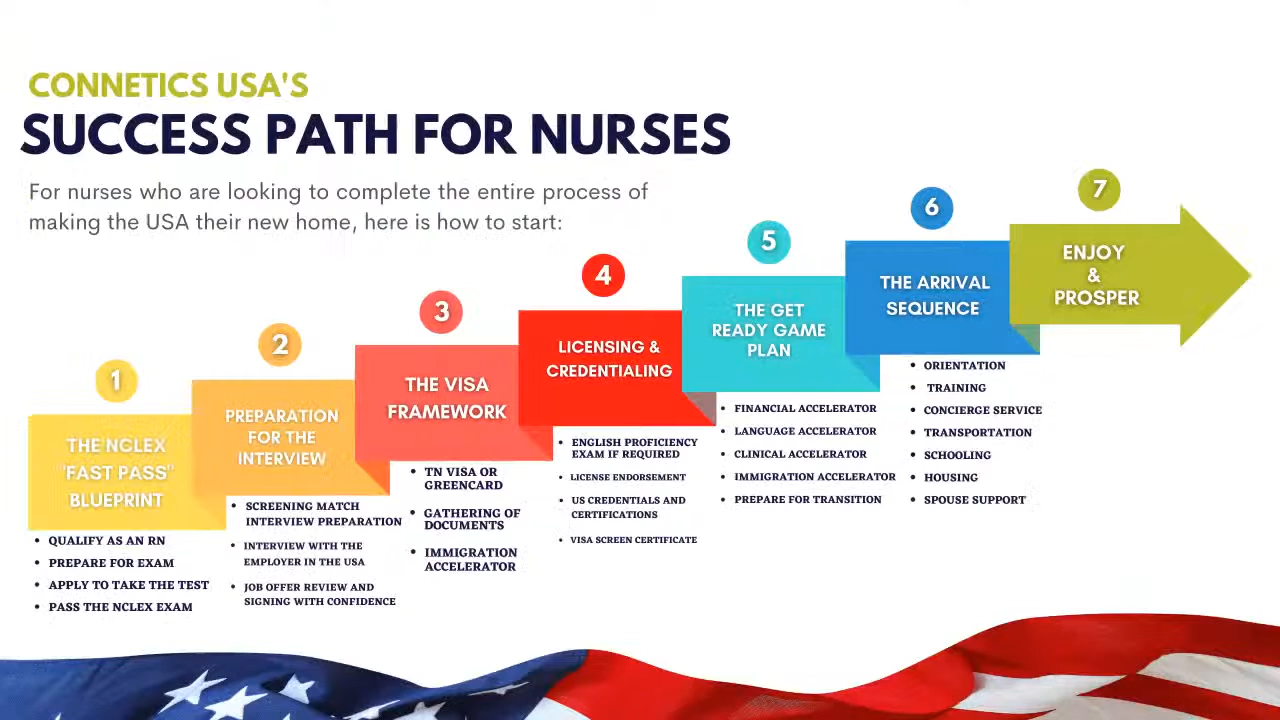 CONNETICS USA'S
SUCCESS PATH FOR NURSES
For nurses who are looking to complete the entire process of
making the USA their new home, here is how to start:
1
THE NCLEX
"FAST PASS"
BLUEPRINT
QUALIFY AS AN RN
PREPARE FOR EXAM
APPLY TO TAKE THE TEST
PASS THE NCLEX EXAM
2
PREPARATION
FOR THE
INTERVIEW
SCREENING MATCH
INTERVIEW PREPARATION
INTERVIEW WITH THE
EMPLOYER IN THE USA
JOB OFFER REVIEW AND
SIGNING WITH CONFIDENCE
3
THE VISA
FRAMEWORK
TN VISA OR
GREENCARD
GATHERING OF
DOCUMENTS
IMMIGRATION
ACCELERATOR
4
LICENSING &
CREDENTIALING
ENGLISH PROFICIENCY
EXAM IF REQUIRED
LICENSE ENDORSEMENT
US CREDENTIALS AND
CERTIFICATIONS
VISA SCREEN CERTIFICATE
5
THE GET
READY GAME
PLAN
FINANCIAL ACCELERATOR
LANGUAGE ACCELERATOR
CLINICAL ACCELERATOR
IMMIGRATION ACCELERATOR
PREPARE FOR TRANSITION
6
THE ARRIVAL
SEQUENCE
ORIENTATION
TRAINING
CONCIERGE SERVICE
TRANSPORTATION
SCHOOLING
HOUSING
SPOUSE SUPPORT
7
ENJOY
&
PROSPER